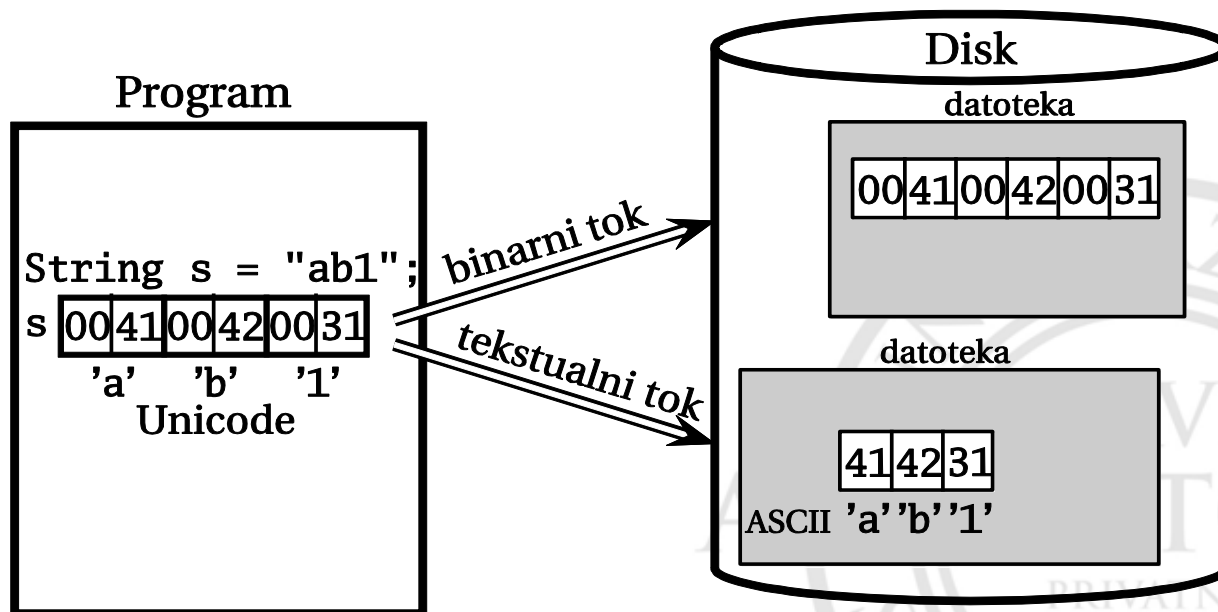 Program
String s = "ab1";
s 00 41 00 42 00 31
'a' 'b' '1'
Unicode
binarni tok
tekstualni tok
Disk
datoteka
00 41 00 42 00 31
datoteka
41 42 31
ASCII 'a' 'b' '1'
PRIVATN